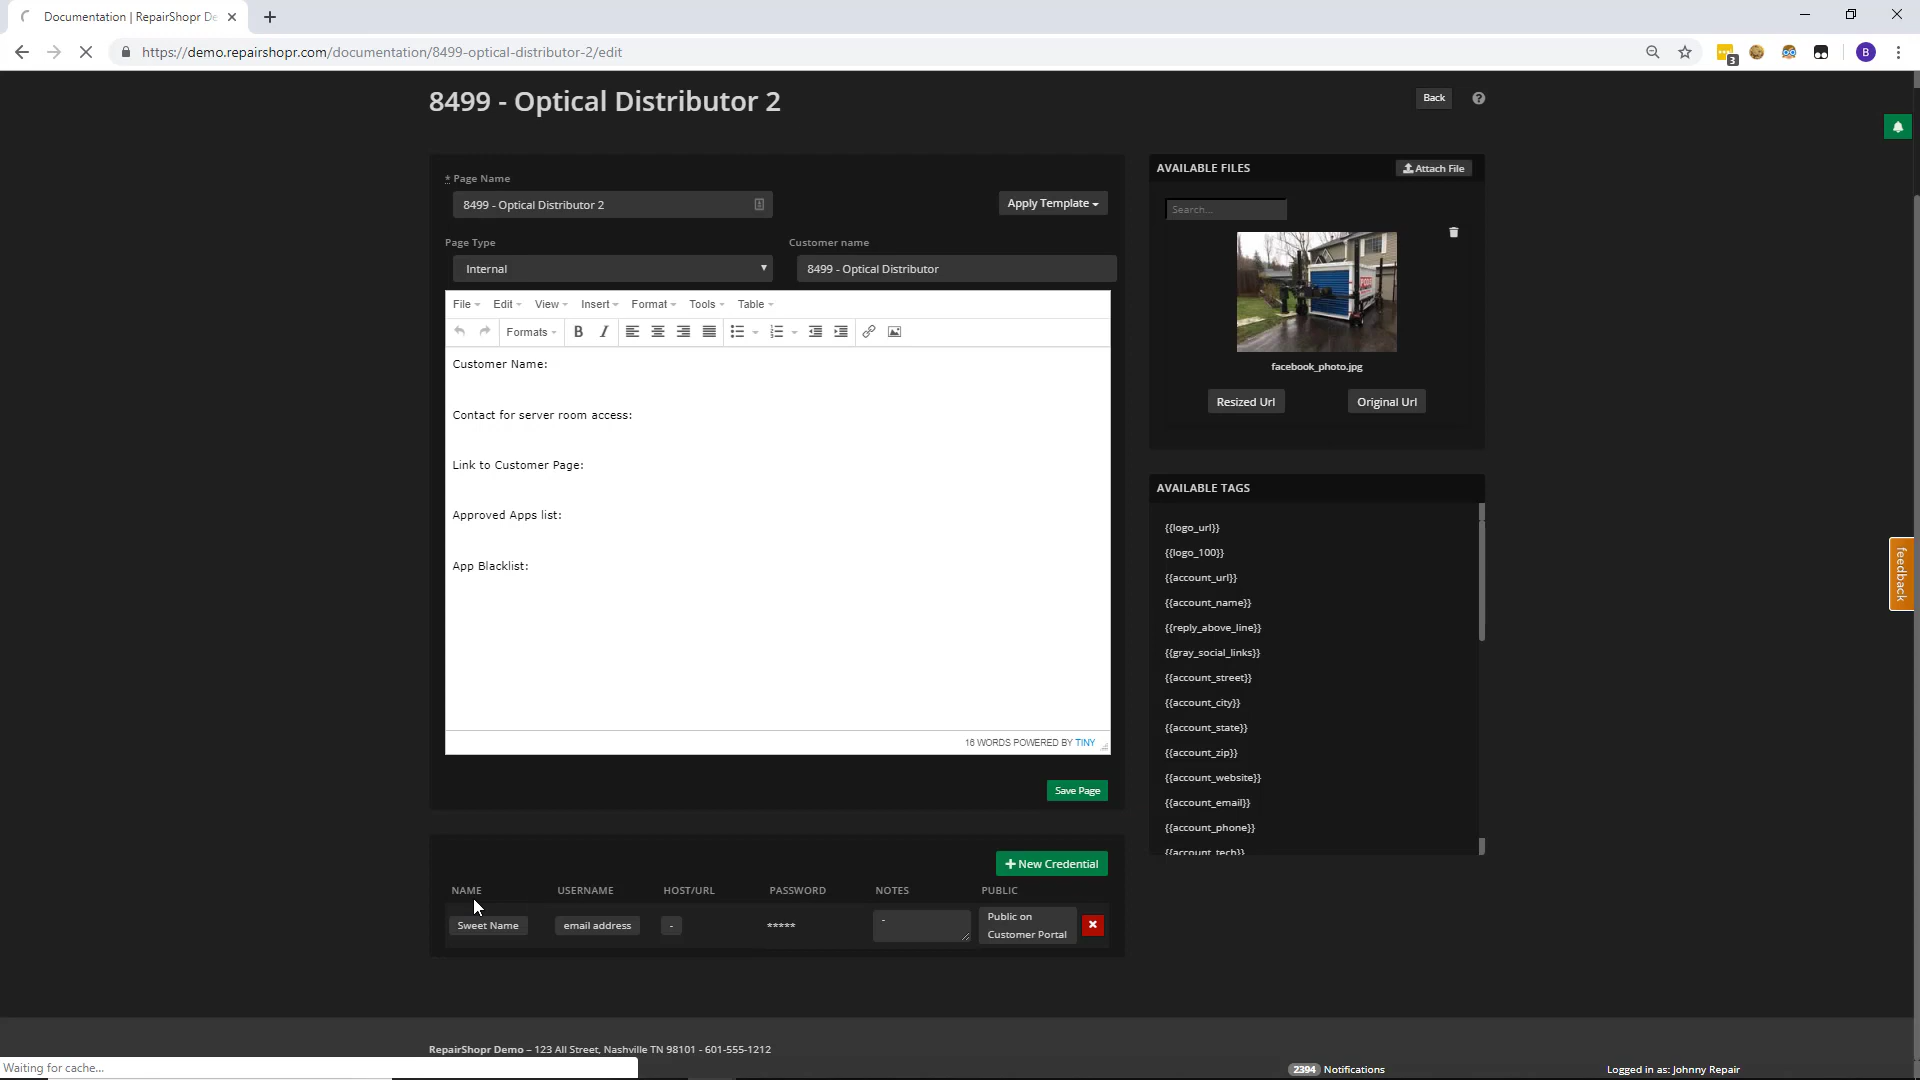 Documentation | RepairShopr De
https://demo.repairshopr.com/documentation/8499-optical-distributor-2/edit
3
B
8499 - Optical Distributor 2
Back
* Page Name
8499 - Optical Distributor 2
Apply Template
Page Type
Customer name
Internal
8499 - Optical Distributor
File
Edit
View
Insert
Format
Tools
Table
Formats
B
I
Customer Name:
Contact for server room access:
Link to Customer Page:
Approved Apps list:
App Blacklist:
16 WORDS POWERED BY TINY
Save Page
+ New Credential
NAME
USERNAME
HOST/URL
PASSWORD
NOTES
PUBLIC
Sweet Name
email address
-
*****
-
Public on
Customer Portal
AVAILABLE FILES
Attach File
Search...
facebook_photo.jpg
Resized Url
Original Url
AVAILABLE TAGS
{{logo_url}}
{{logo_100}}
{{account_url}}
{{account_name}}
{{reply_above_line}}
{{gray_social_links}}
{{account_street}}
{{account_city}}
{{account_state}}
{{account_zip}}
{{account_website}}
{{account_email}}
{{account_phone}}
{{account_tech}}
feedback
RepairShopr Demo – 123 All Street, Nashville TN 98101 - 601-555-1212
Waiting for cache...
2394 Notifications
Logged in as: Johnny Repair